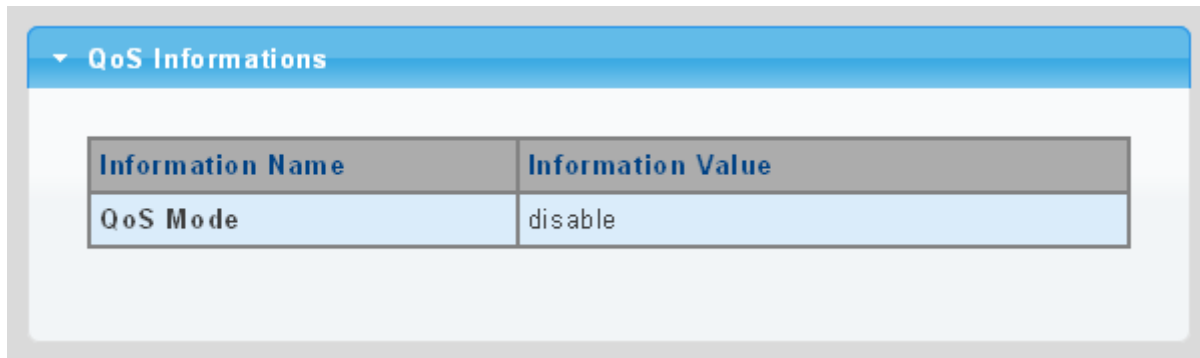 QoS Informations
Information Name Information Value
QoS Mode disable